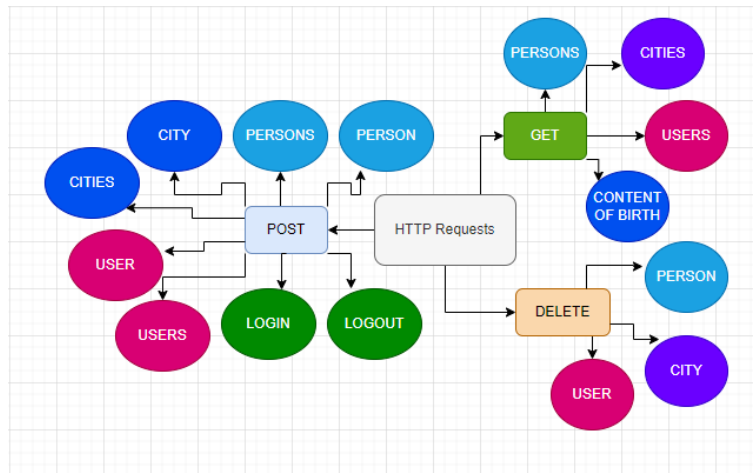 PERSONS
CITIES
CITY
PERSONS
PERSON
GET
USERS
CITIES
CONTENT
OF BIRTH
POST
HTTP Requests
USER
PERSON
USERS
LOGIN
LOGOUT
DELETE
CITY
USER